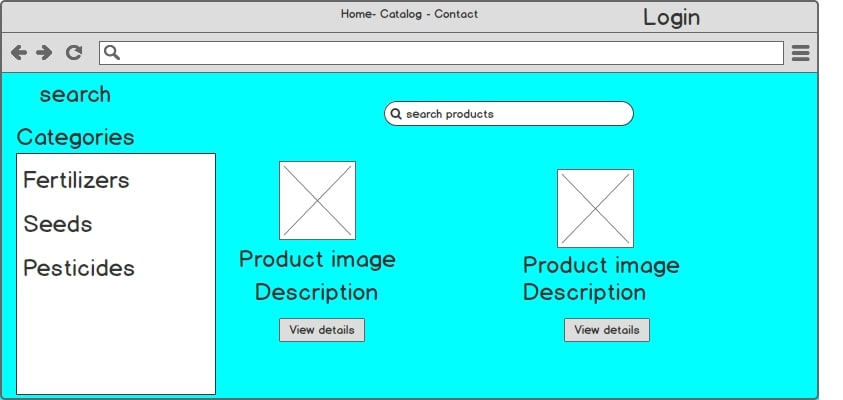 Home- Catalog - Contact
Login
search
search products
Categories
Fertilizers
Seeds
Pesticides
Product image
Description
View details
Product image
Description
View details